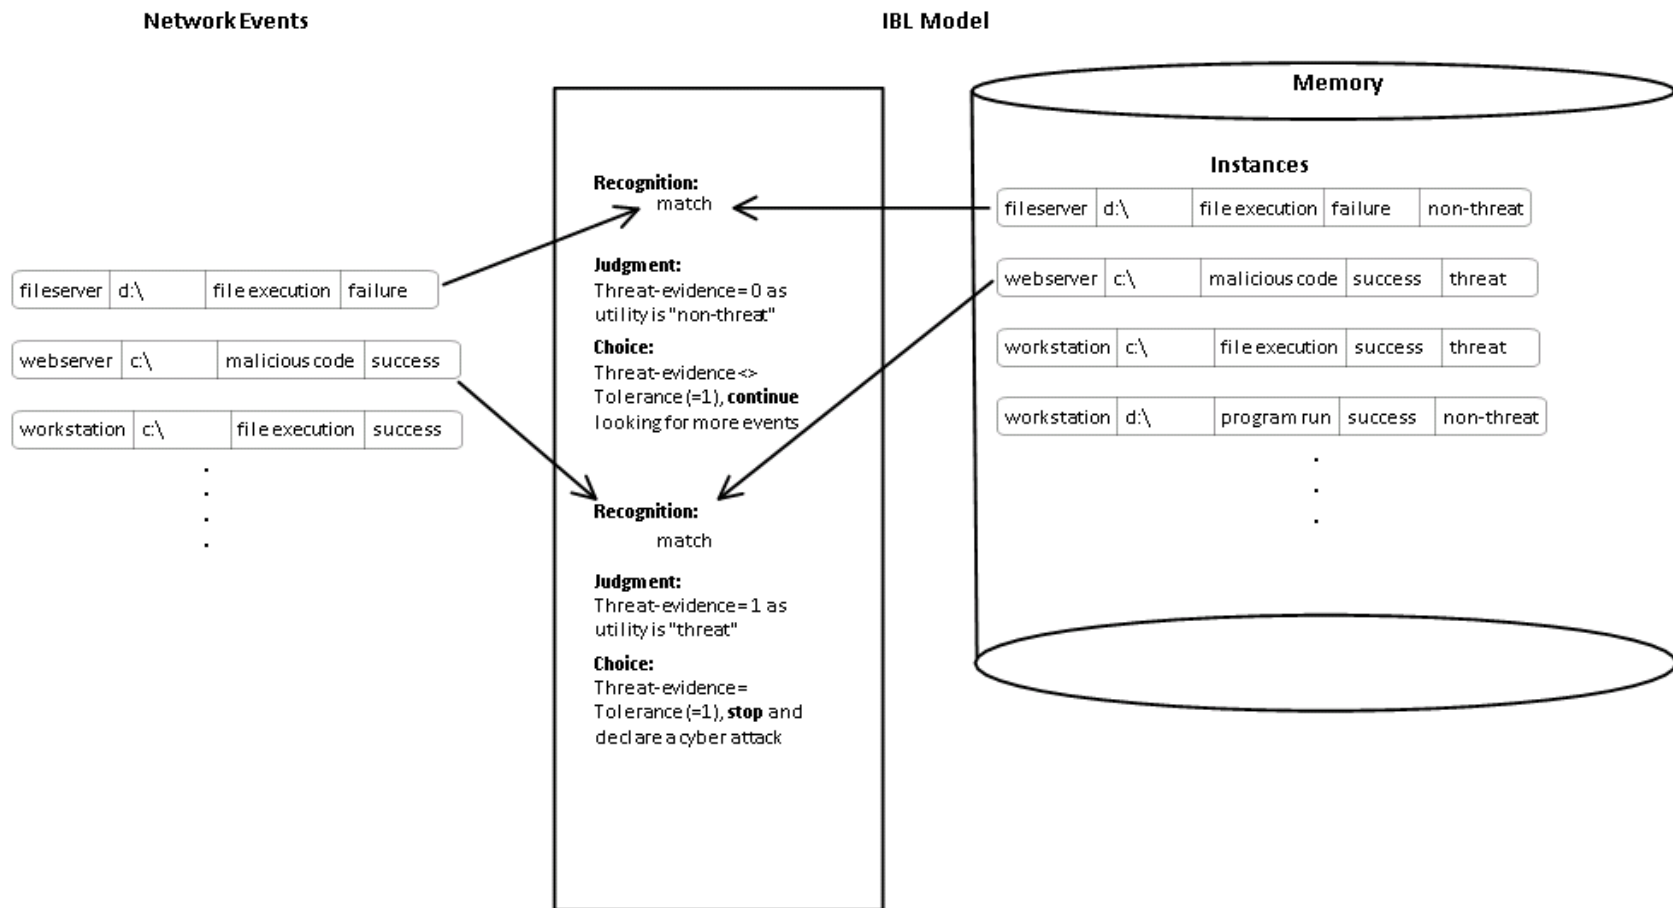 Network Events
IBL Model
fileserver d:\ file execution failure
webserver c:\ malicious code success
workstation c:\ file execution success
Recognition:
match
Judgment:
Threat-evidence = 0 as
utility is "non-threat"
Choice:
Threat-evidence <>
Tolerance (=1), continue
looking for more events
Recognition:
match
Judgment:
Threat-evidence = 1 as
utility is "threat"
Choice:
Threat-evidence =
Tolerance (=1), stop and
declare a cyber attack
Memory
Instances
fileserver d:\ file execution failure non-threat
webserver c:\ malicious code success threat
workstation c:\ file execution success threat
workstation d:\ program run success non-threat